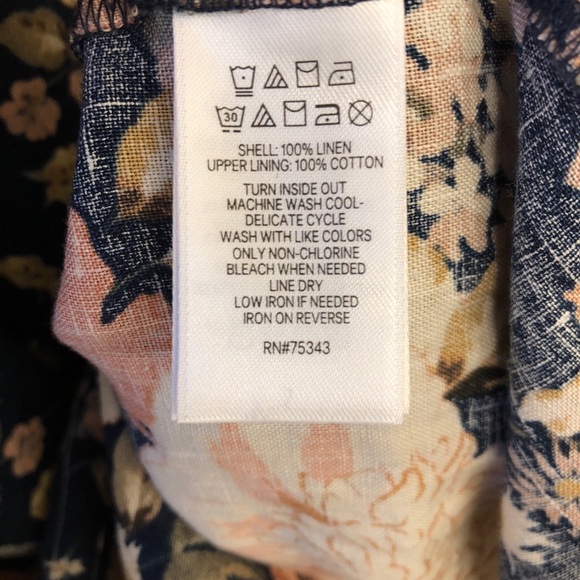 30
SHELL: 100% LINEN
UPPER LINING: 100% COTTON
TURN INSIDE OUT
MACHINE WASH COOL-
DELICATE CYCLE
WASH WITH LIKE COLORS
ONLY NON-CHLORINE
BLEACH WHEN NEEDED
LINE DRY
LOW IRON IF NEEDED
IRON ON REVERSE
RN#75343